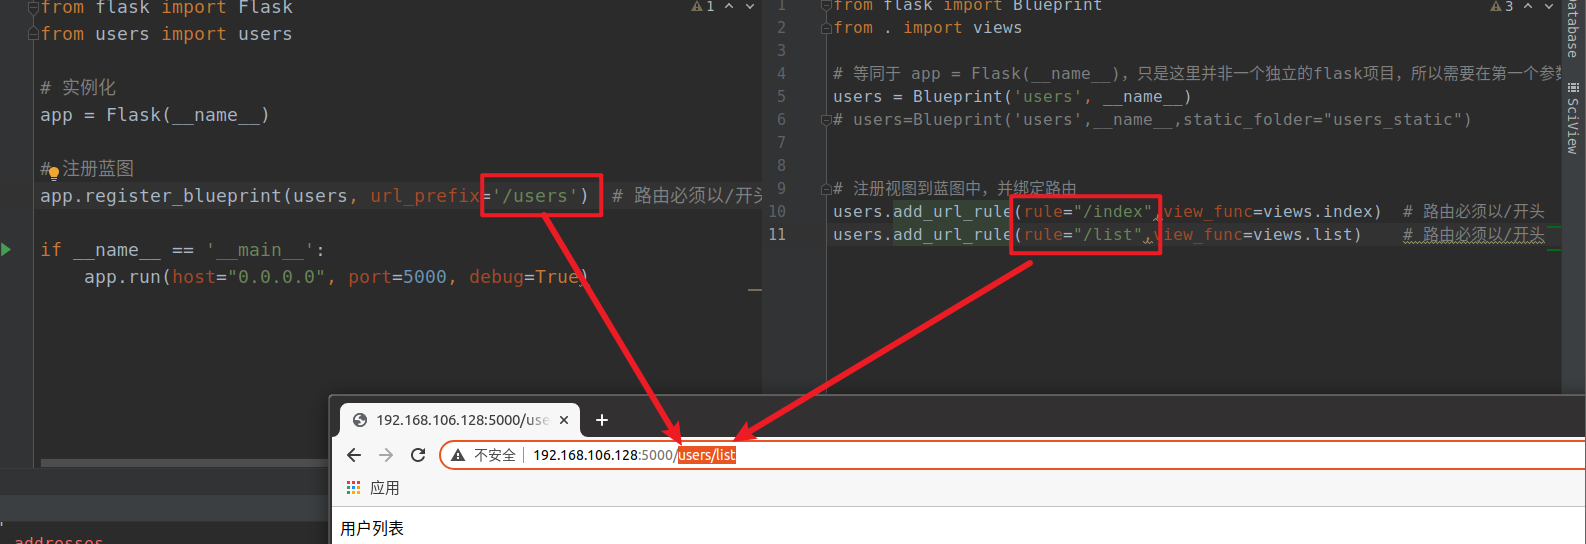 from flask import Flask
from users import users
# 实例化
app = Flask(__name__)
# 注册蓝图
app.register_blueprint(users, url_prefix='/users')  # 路由必须以/开头
if __name__ == '__main__':
    app.run(host="0.0.0.0", port=5000, debug=True)
1
1 from flask import Blueprint
2 from . import views
3
4 # 等同于 app = Flask(__name__)，只是这里并非一个独立的flask项目，所以需要在第一个参数
5 users = Blueprint('users', __name__)
6 # users=Blueprint('users',__name__,static_folder="users_static")
7
8
9 # 注册视图到蓝图中，并绑定路由
10 users.add_url_rule(rule="/index",view_func=views.index)  # 路由必须以/开头
11 users.add_url_rule(rule="/list",view_func=views.list)  # 路由必须以/开头
3
Database
SciView
192.168.106.128:5000/use
不安全 | 192.168.106.128:5000/users/list
应用
用户列表
addresses